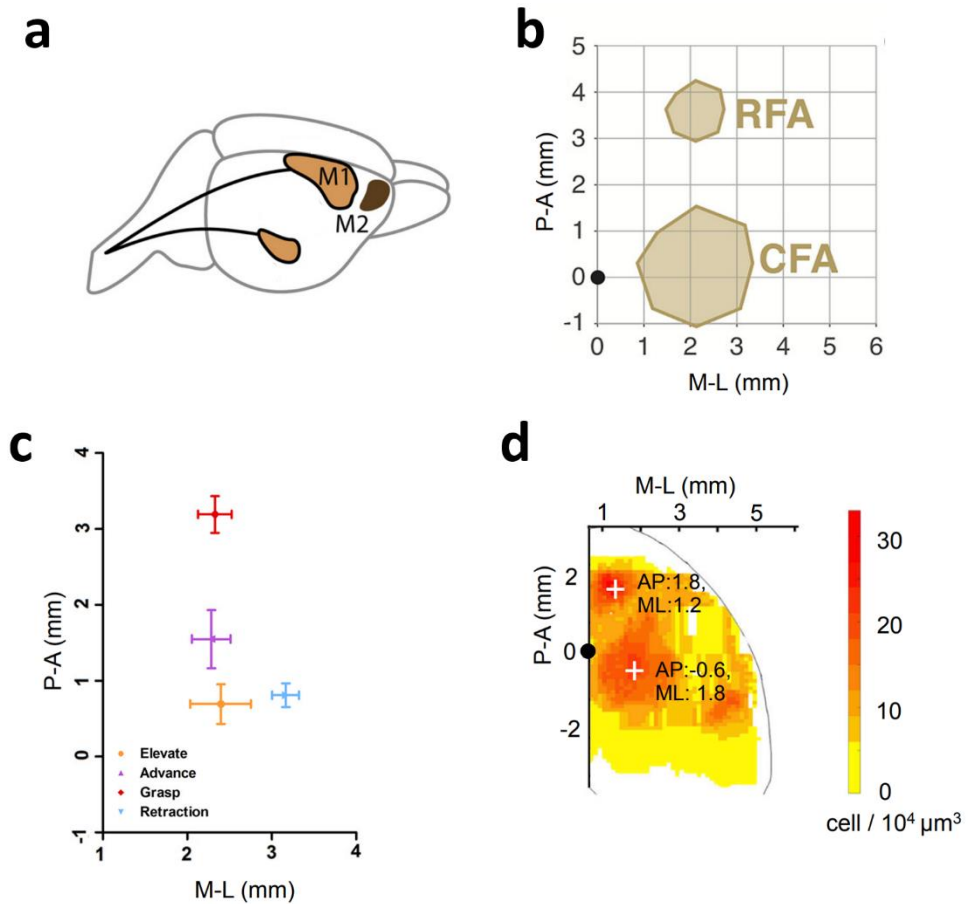 a
M1
M2
b
5
4
3
2
1
0
-1
P-A (mm)
RFA
CFA
0 1 2 3 4 5 6
M-L (mm)
c
4
3
2
1
0
-1
P-A (mm)
Elevate
Advance
Grasp
Retraction
1 2 3 4
M-L (mm)
d
M-L (mm)
1 3 5
2
0
-2
P-A (mm)
AP:1.8,
ML:1.2
AP:-0.6,
ML: 1.8
30
20
10
0
cell / 10⁴ µm³